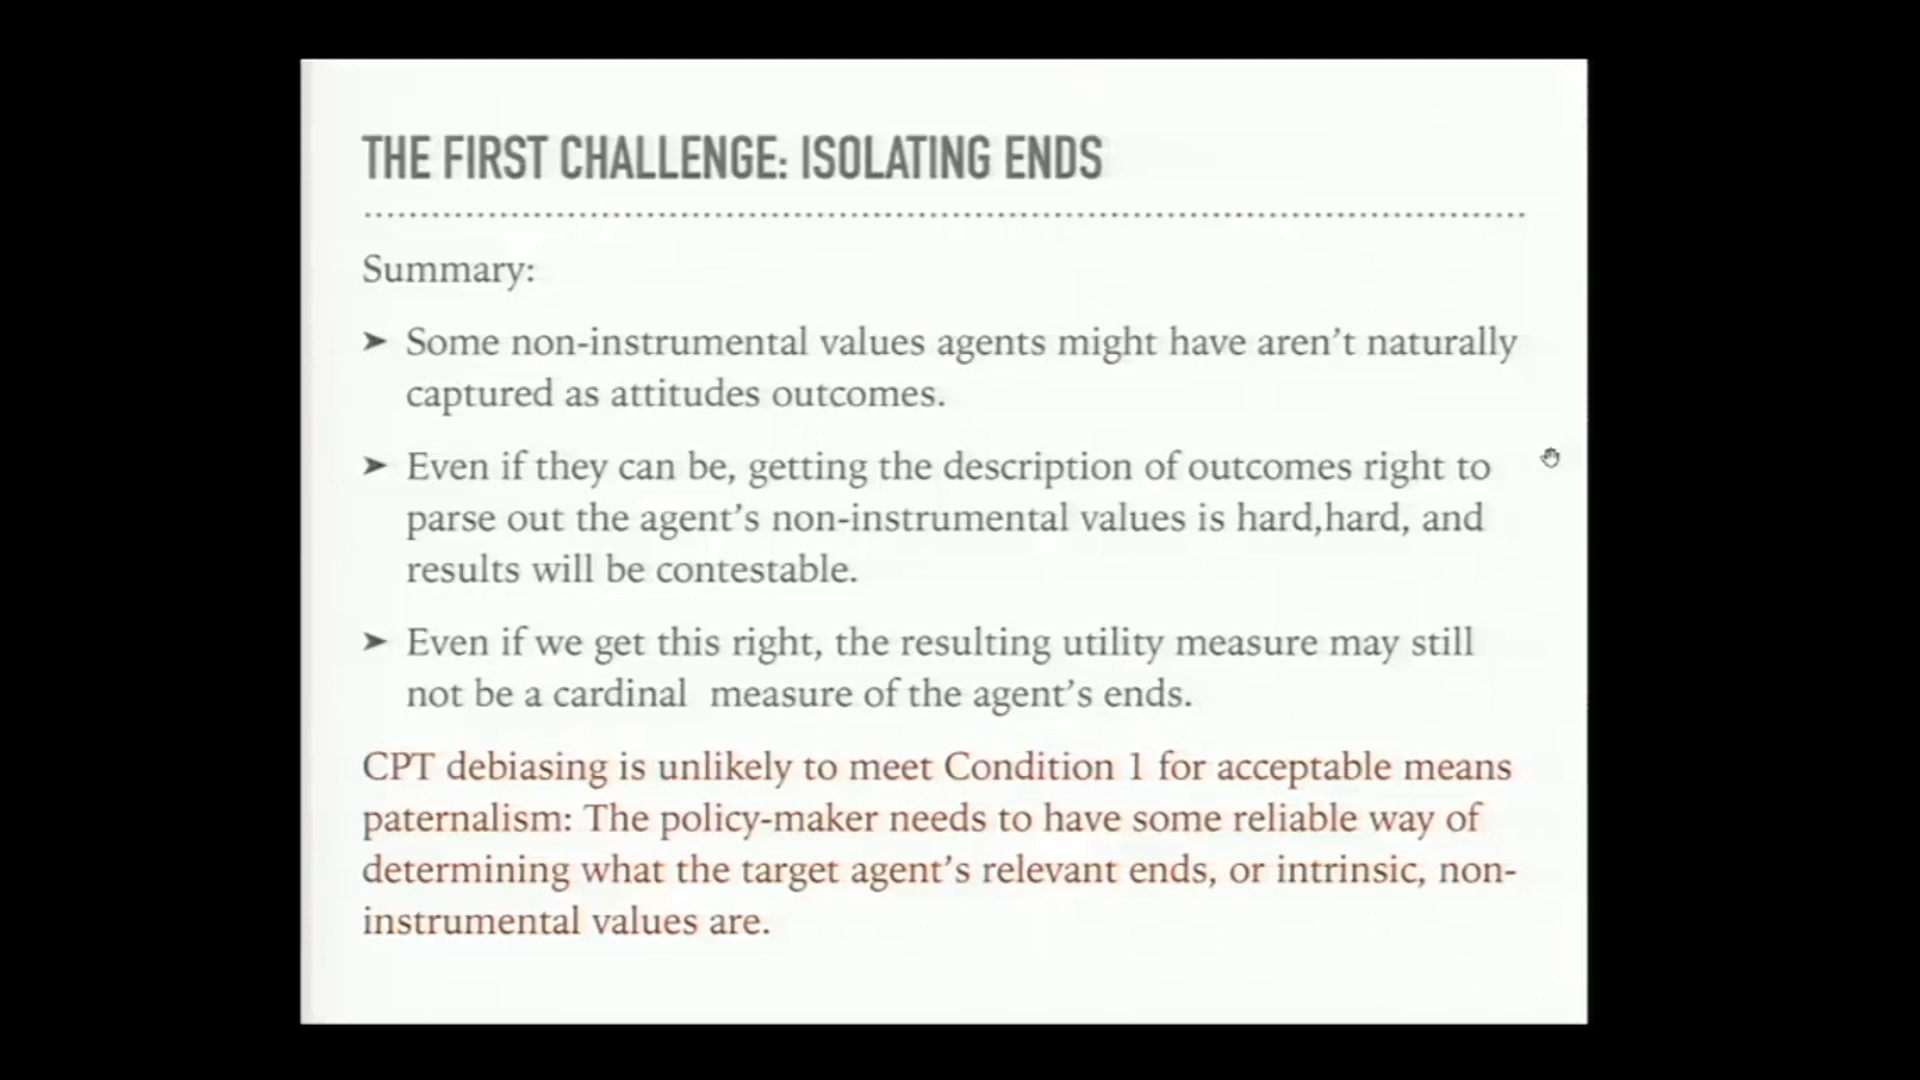 THE FIRST CHALLENGE: ISOLATING ENDS
Summary:
➤ Some non-instrumental values agents might have aren’t naturally
captured as attitudes outcomes.
➤ Even if they can be, getting the description of outcomes right to
parse out the agent’s non-instrumental values is hard,hard, and
results will be contestable.
➤ Even if we get this right, the resulting utility measure may still
not be a cardinal  measure of the agent’s ends.
CPT debiasing is unlikely to meet Condition 1 for acceptable means
paternalism: The policy-maker needs to have some reliable way of
determining what the target agent’s relevant ends, or intrinsic, non-
instrumental values are.